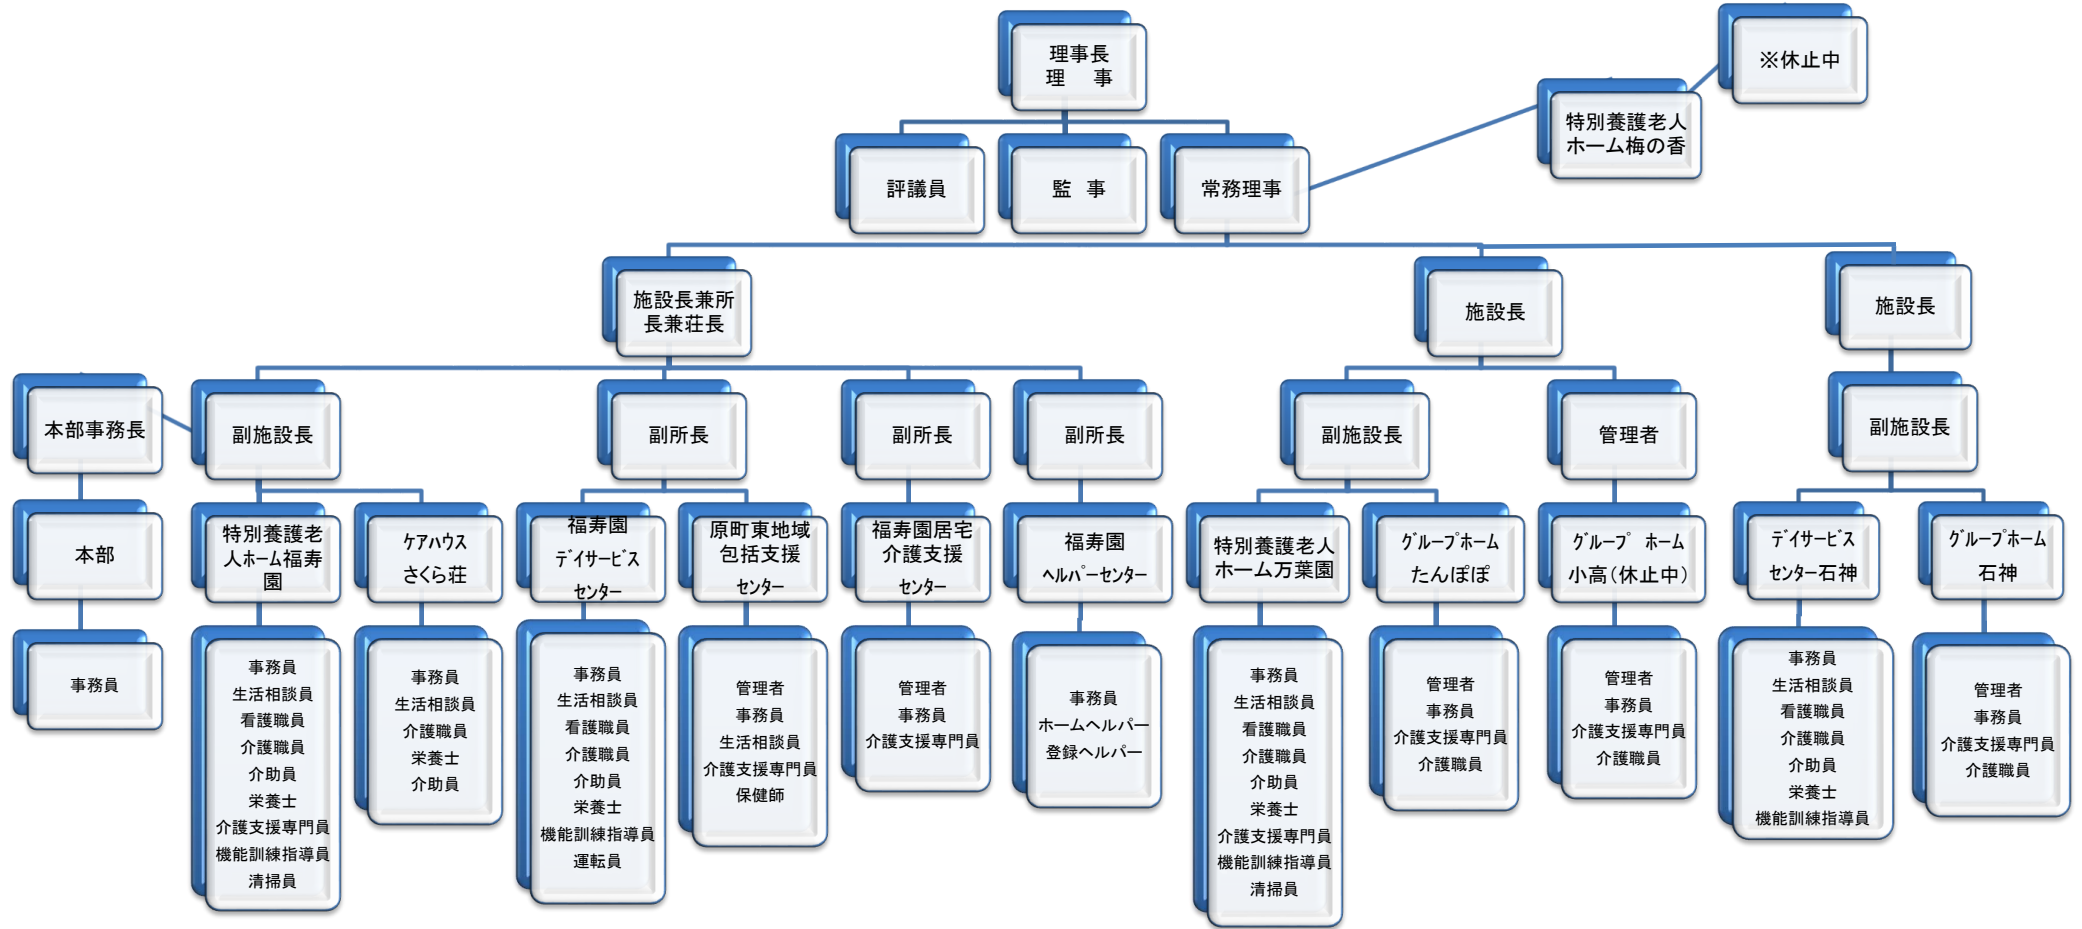 理事長
理　事
※休止中
特別養護老人
ホーム梅の香
評議員
監　事
常務理事
施設長兼所
長兼荘長
施設長
施設長
本部事務長
副施設長
副所長
副所長
副所長
副施設長
管理者
副施設長
本部
特別養護老
人ホーム福寿
園
ｹｱﾊｳｽ
さくら荘
福寿園
ﾃﾞｲｻｰﾋﾞｽ
ｾﾝﾀｰ
原町東地域
包括支援
ｾﾝﾀｰ
福寿園居宅
介護支援
ｾﾝﾀｰ
福寿園
ﾍﾙﾊﾟｰｾﾝﾀｰ
特別養護老人
ホーム万葉園
ｸﾞﾙｰﾌﾟﾎｰﾑ
たんぽぽ
ｸﾞﾙｰﾌﾟ ﾎｰﾑ
小高(休止中)
ﾃﾞｲｻｰﾋﾞｽ
ｾﾝﾀｰ石神
ｸﾞﾙｰﾌﾟﾎｰﾑ
石神
事務員
事務員
生活相談員
看護職員
介護職員
介助員
栄養士
介護支援専門員
機能訓練指導員
清掃員
事務員
生活相談員
介護職員
栄養士
介助員
事務員
生活相談員
看護職員
介護職員
介助員
栄養士
機能訓練指導員
運転員
管理者
事務員
生活相談員
介護支援専門員
保健師
管理者
事務員
介護支援専門員
事務員
ホームヘルパー
登録ヘルパー
事務員
生活相談員
看護職員
介護職員
介助員
栄養士
介護支援専門員
機能訓練指導員
清掃員
管理者
事務員
介護支援専門員
介護職員
管理者
事務員
介護支援専門員
介護職員
事務員
生活相談員
看護職員
介護職員
介助員
栄養士
機能訓練指導員
管理者
事務員
介護支援専門員
介護職員